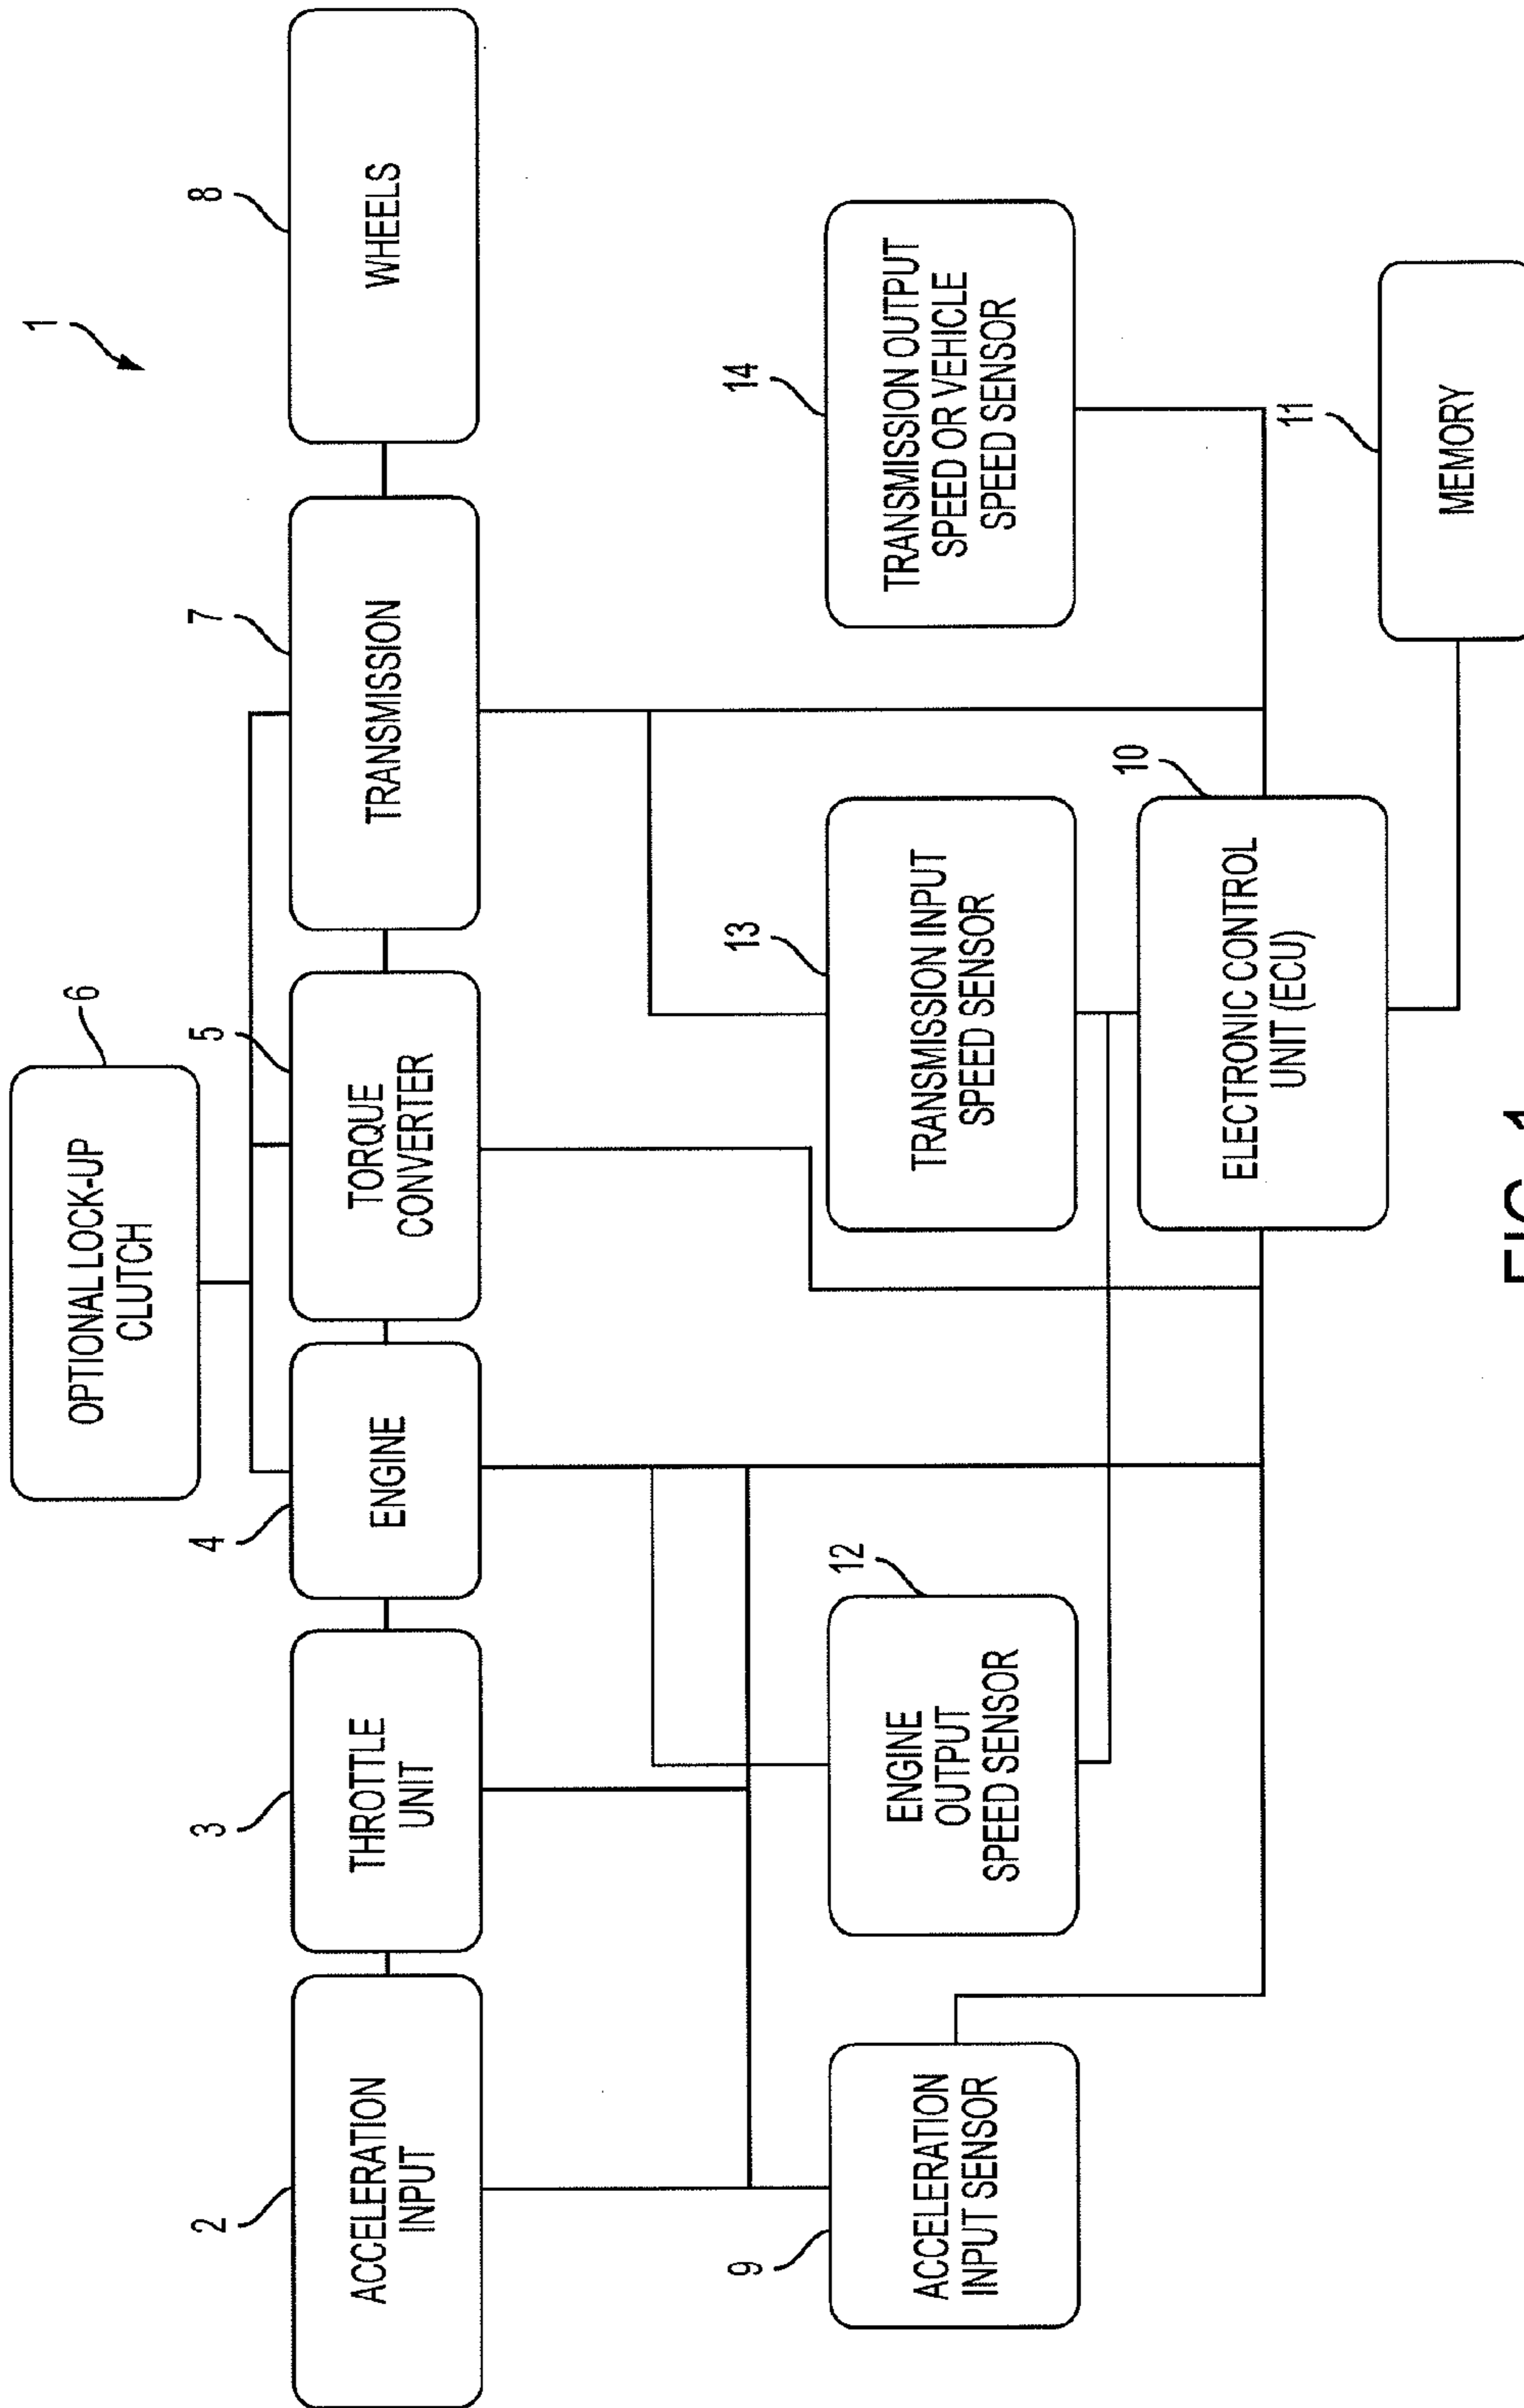 1
OPTIONAL LOCK-UP
CLUTCH
6
2
ACCELERATION
INPUT
3
THROTTLE
UNIT
4
ENGINE
5
TORQUE
CONVERTER
7
TRANSMISSION
8
WHEELS
9
ACCELERATION
INPUT SENSOR
12
ENGINE
OUTPUT
SPEED SENSOR
13
TRANSMISSION INPUT
SPEED SENSOR
14
TRANSMISSION OUTPUT
SPEED OR VEHICLE
SPEED SENSOR
10
ELECTRONIC CONTROL
UNIT (ECU)
11
MEMORY
FIG. 1